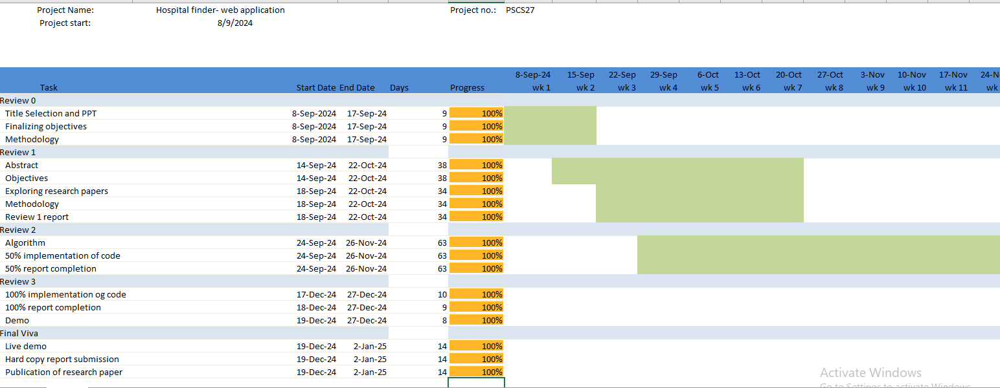 Project Name: Hospital finder- web application Project no.: PSCS27
Project start: 8/9/2024
8-Sep-24 15-Sep 22-Sep 29-Sep 6-Oct 13-Oct 20-Oct 27-Oct 3-Nov 10-Nov 17-Nov 24-N
Task Start Date End Date Days Progress wk 1 wk 2 wk 3 wk 4 wk 5 wk 6 wk 7 wk 8 wk 9 wk 10 wk 11 wk
Review 0
Title Selection and PPT 8-Sep-2024 17-Sep-24 9 100%
Finalizing objectives 8-Sep-2024 17-Sep-24 9 100%
Methodology 8-Sep-2024 17-Sep-24 9 100%
Review 1
Abstract 14-Sep-24 22-Oct-24 38 100%
Objectives 14-Sep-24 22-Oct-24 38 100%
Exploring research papers 18-Sep-24 22-Oct-24 34 100%
Methodology 18-Sep-24 22-Oct-24 34 100%
Review 1 report 18-Sep-24 22-Oct-24 34 100%
Review 2
Algorithm 24-Sep-24 26-Nov-24 63 100%
50% implementation of code 24-Sep-24 26-Nov-24 63 100%
50% report completion 24-Sep-24 26-Nov-24 63 100%
Review 3
100% implementation og code 17-Dec-24 27-Dec-24 10 100%
100% report completion 18-Dec-24 27-Dec-24 9 100%
Demo 19-Dec-24 27-Dec-24 8 100%
Final Viva
Live demo 19-Dec-24 2-Jan-25 14 100%
Hard copy report submission 19-Dec-24 2-Jan-25 14 100%
Publication of research paper 19-Dec-24 2-Jan-25 14 100%
Activate Windows
Go to Settings to activate Windows.